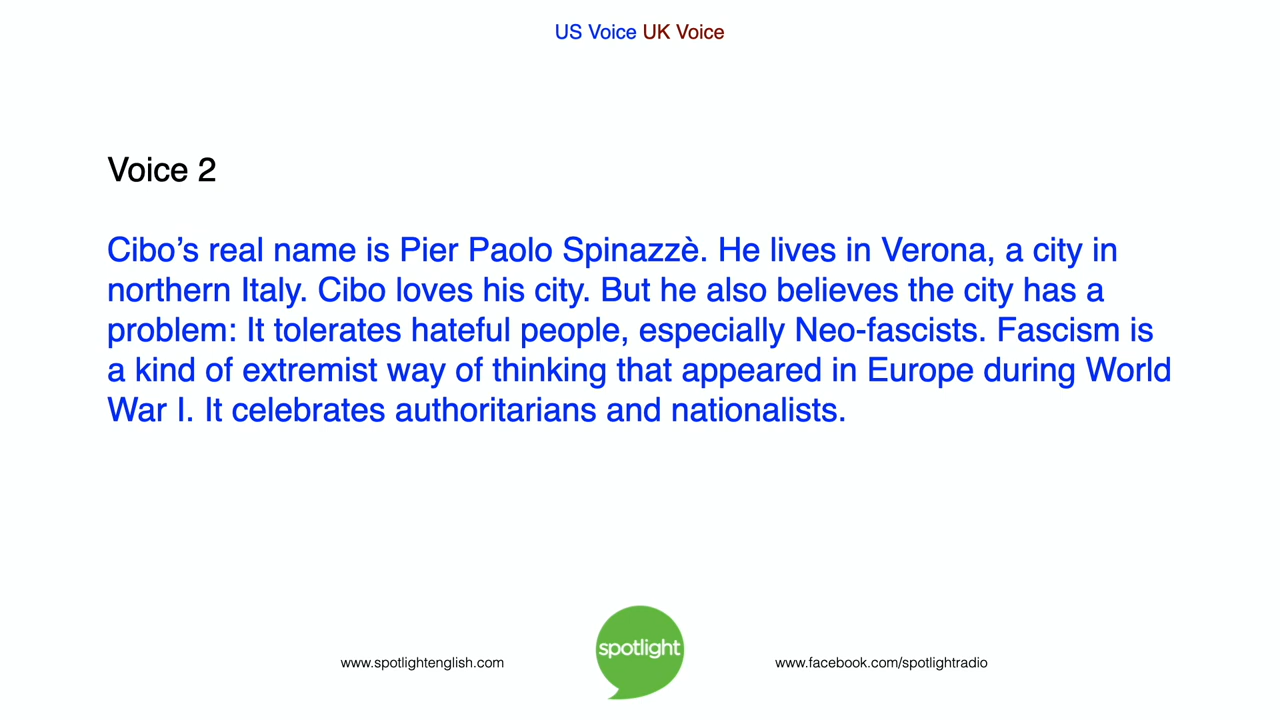 US Voice UK Voice
Voice 2
Cibo’s real name is Pier Paolo Spinazzè. He lives in Verona, a city in
northern Italy. Cibo loves his city. But he also believes the city has a
problem: It tolerates hateful people, especially Neo-fascists. Fascism is
a kind of extremist way of thinking that appeared in Europe during World
War I. It celebrates authoritarians and nationalists.
spotlight
www.spotlightenglish.com
www.facebook.com/spotlightradio